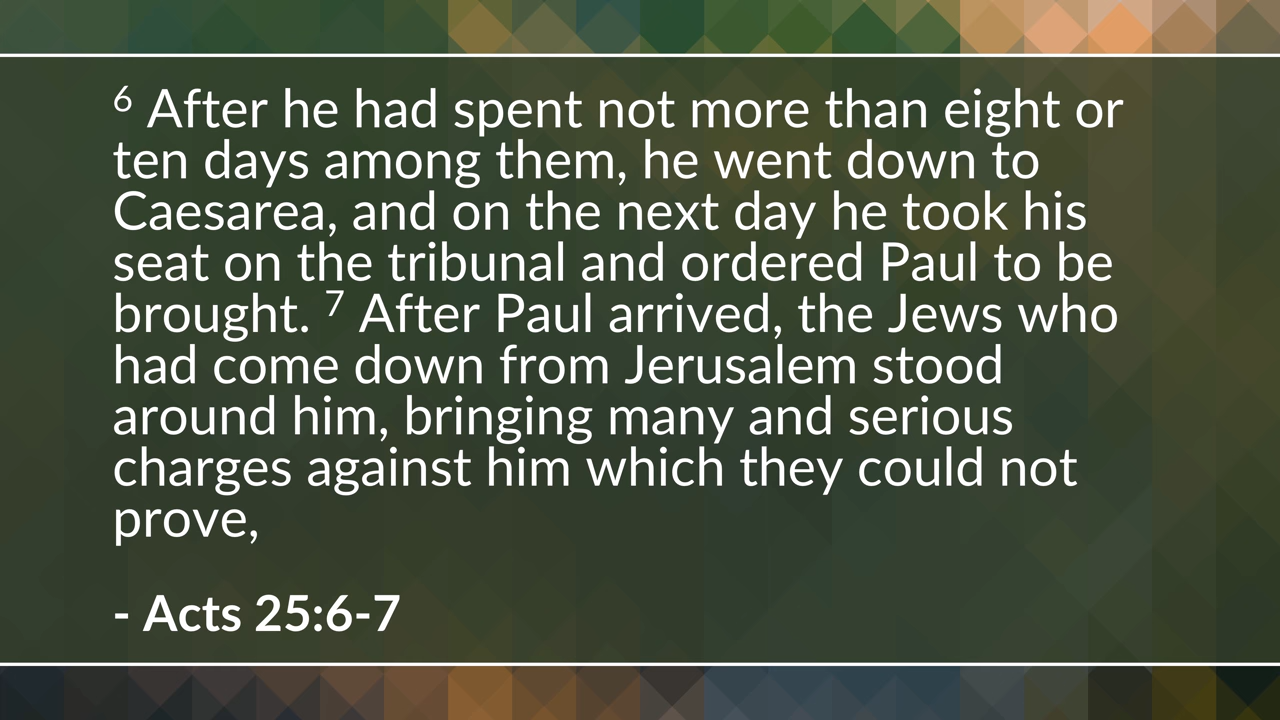 6 After he had spent not more than eight or
ten days among them, he went down to
Caesarea, and on the next day he took his
seat on the tribunal and ordered Paul to be
brought. 7 After Paul arrived, the Jews who
had come down from Jerusalem stood
around him, bringing many and serious
charges against him which they could not
prove,
- Acts 25:6-7